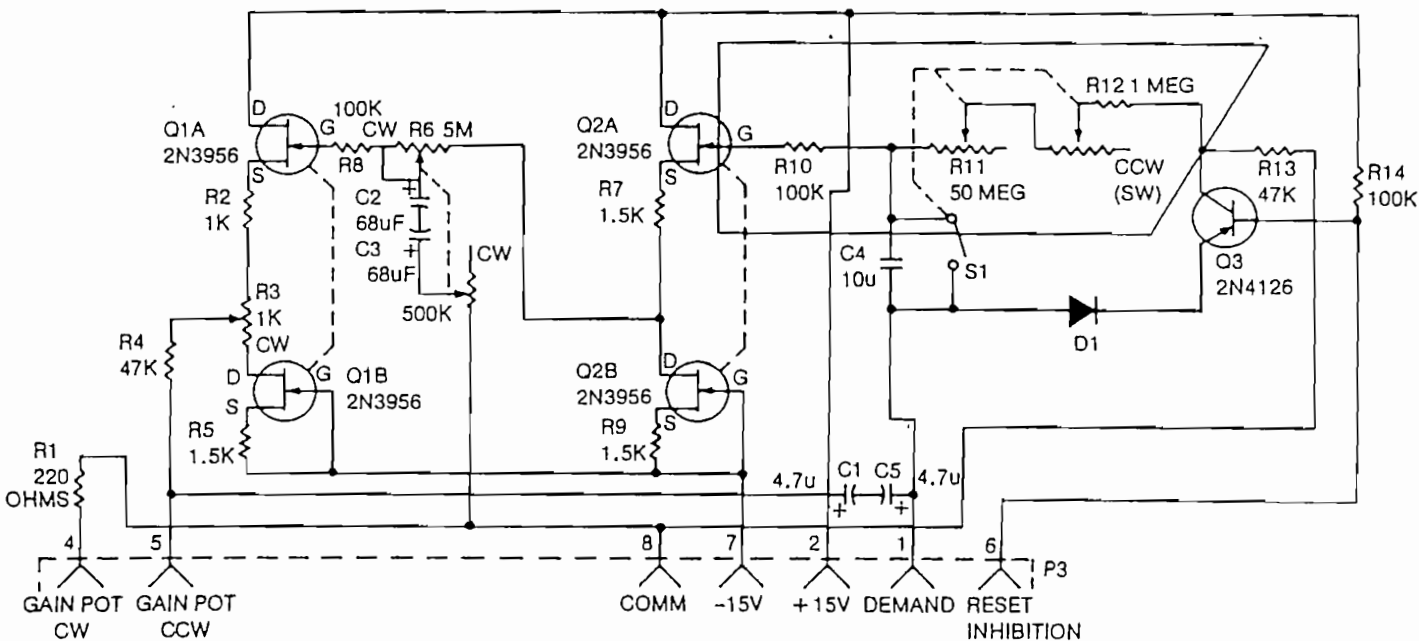 D
Q1A
2N3956
100K
G
R8
CW
R6 5M
S
R2
1K
C2
68uF
+
C3
68uF
+
CW
500K
R3
1K
CW
R4
47K
D
G
S
Q1B
2N3956
R5
1.5K
R1
220
OHMS
D
Q2A
2N3956
G
S
R7
1.5K
R10
100K
R11
50 MEG
R12 1 MEG
CCW
(SW)
R13
47K
R14
100K
Q3
2N4126
C4
10u
S1
D1
D
Q2B
2N3956
G
S
R9
1.5K
4.7u
C1
C5
4.7u
+
+
4
5
8
7
2
1
6
P3
GAIN POT
CW
GAIN POT
CCW
COMM
-15V
+15V
DEMAND
RESET
INHIBITION